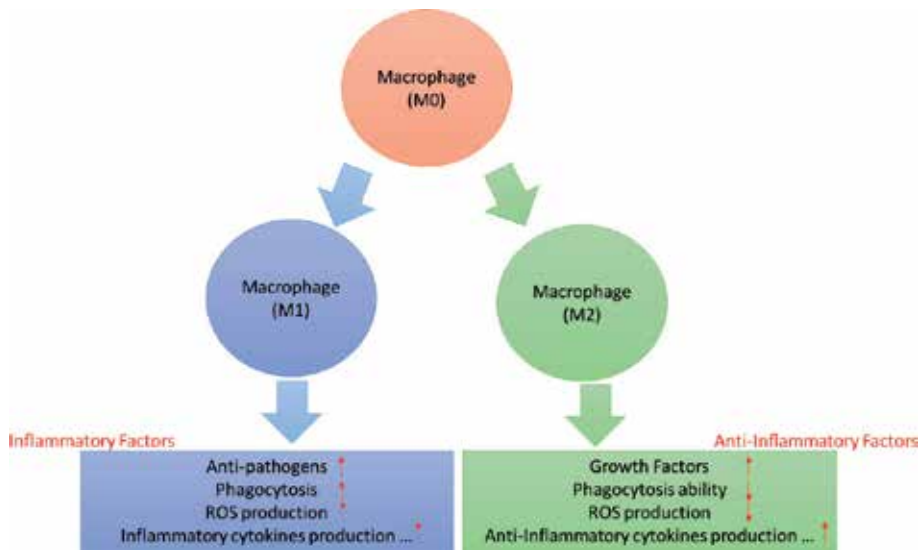 Macrophage
(M0)
Macrophage
(M1)
Macrophage
(M2)
Inflammatory Factors
Anti-Inflammatory Factors
Anti-pathogens
Phagocytosis
ROS production
Inflammatory cytokines production ...
Growth Factors
Phagocytosis ability
ROS production
Anti-Inflammatory cytokines production ...